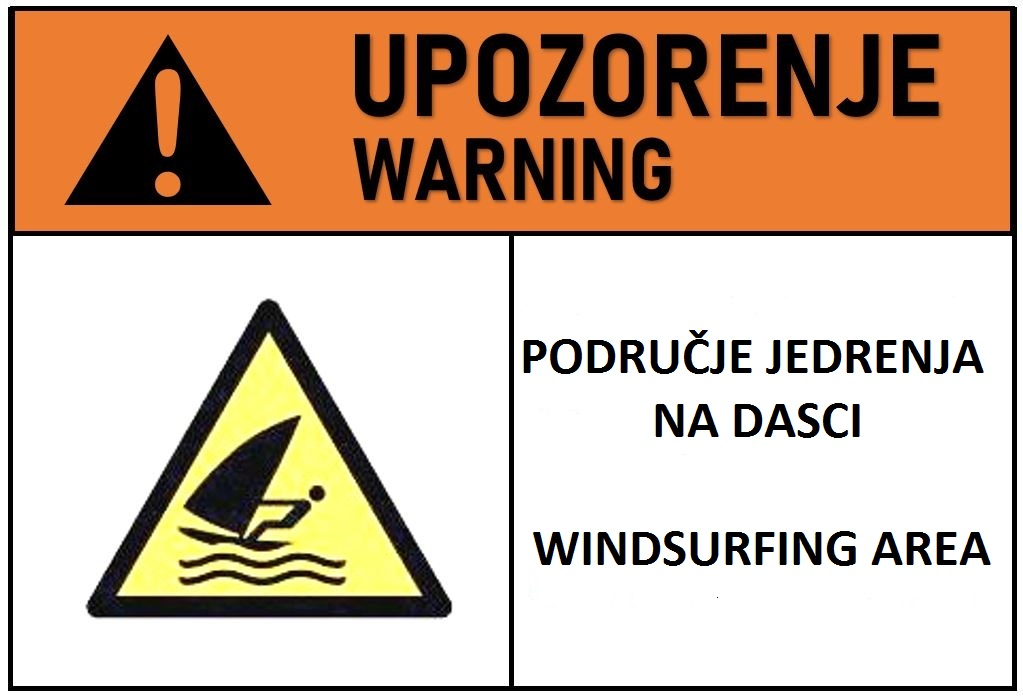 UPOZORENJE
WARNING
PODRUČJE JEDRENJA
NA DASCI
WINDSURFING AREA